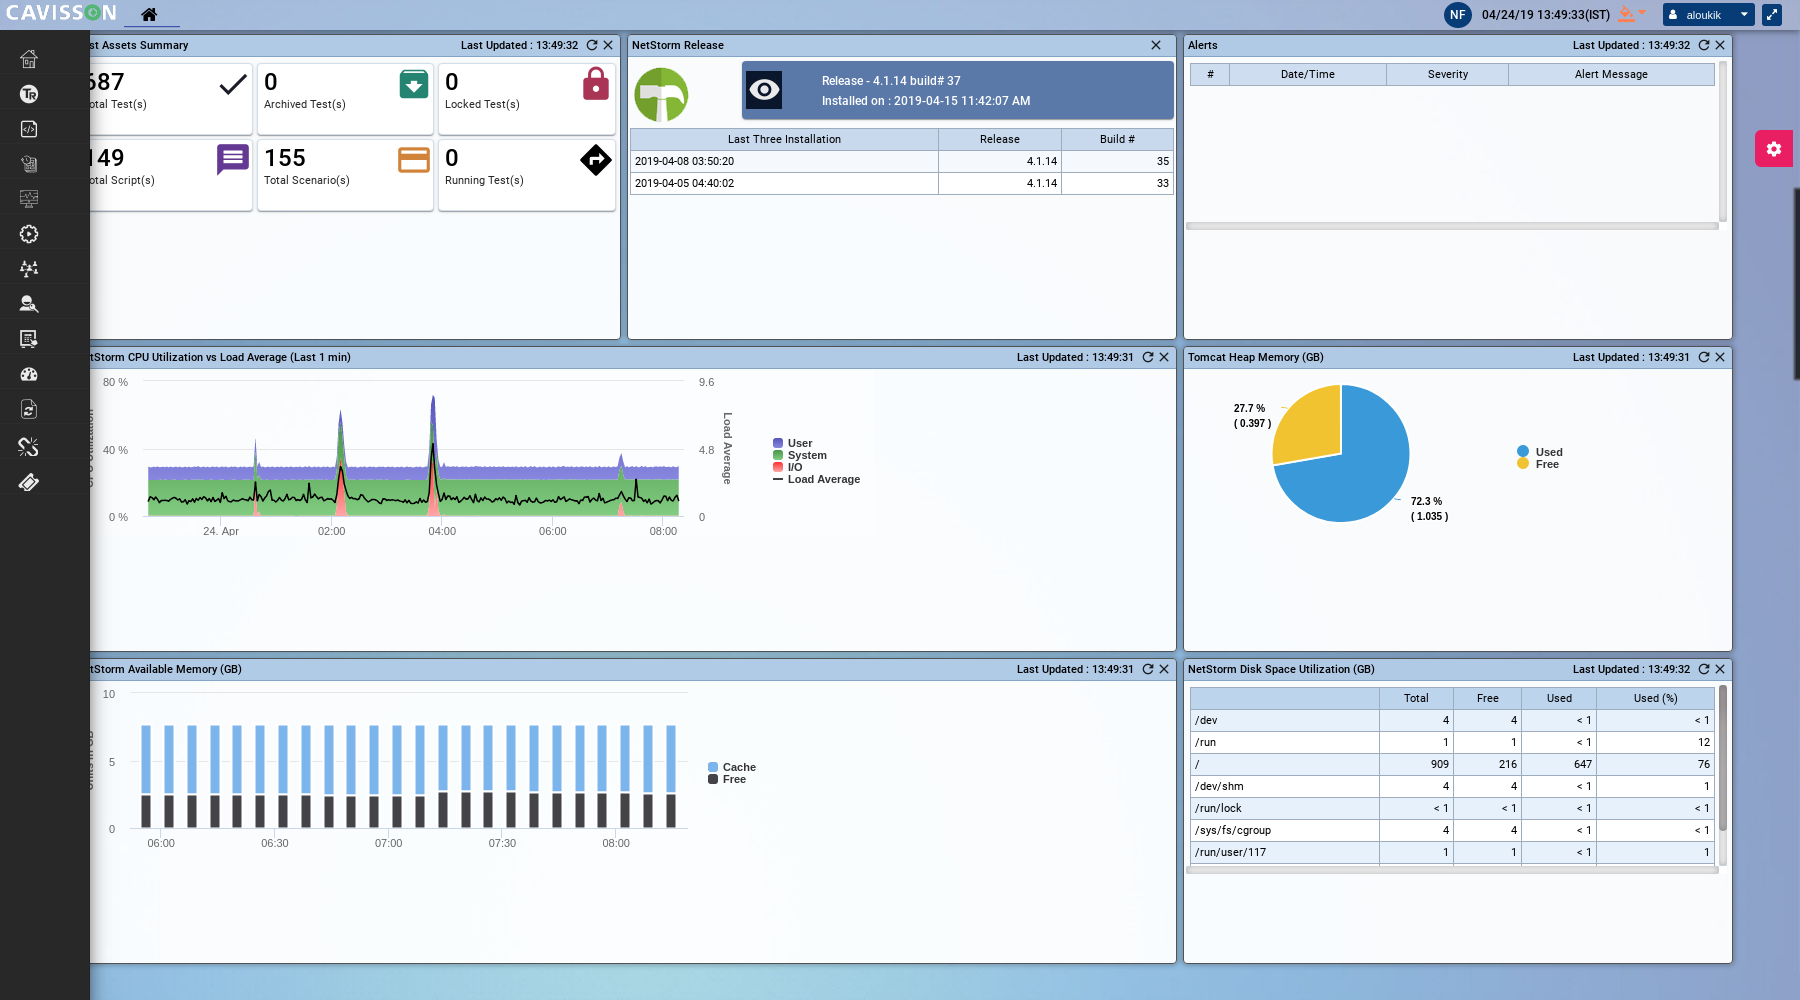 CAVISSON
NF 04/24/19 13:49:33(IST) aloukik
st Assets Summary Last Updated : 13:49:32
687
otal Test(s)
0
Archived Test(s)
0
Locked Test(s)
149
otal Script(s)
155
Total Scenario(s)
0
Running Test(s)
NetStorm Release
Release - 4.1.14 build# 37
Installed on : 2019-04-15 11:42:07 AM
Last Three Installation Release Build #
2019-04-08 03:50:20 4.1.14 35
2019-04-05 04:40:02 4.1.14 33
Alerts Last Updated : 13:49:32
# Date/Time Severity Alert Message
tStorm CPU Utilization vs Load Average (Last 1 min) Last Updated : 13:49:31
80 %
40 %
0 %
9.6
4.8
0
Load Average
24. Apr 02:00 04:00 06:00 08:00
User
System
I/O
Load Average
Tomcat Heap Memory (GB) Last Updated : 13:49:31
27.7 %
( 0.397 )
72.3 %
( 1.035 )
Used
Free
tStorm Available Memory (GB) Last Updated : 13:49:31
10
5
0
06:00 06:30 07:00 07:30 08:00
Cache
Free
NetStorm Disk Space Utilization (GB) Last Updated : 13:49:32
Total Free Used Used (%)
/dev 4 4 < 1 < 1
/run 1 1 < 1 12
/ 909 216 647 76
/dev/shm 4 4 < 1 1
/run/lock < 1 < 1 < 1 < 1
/sys/fs/cgroup 4 4 < 1 < 1
/run/user/117 1 1 < 1 1